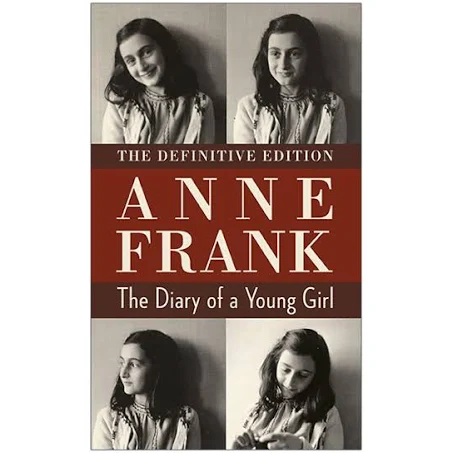 THE DEFINITIVE EDITION
ANNE
FRANK
The Diary of a Young Girl